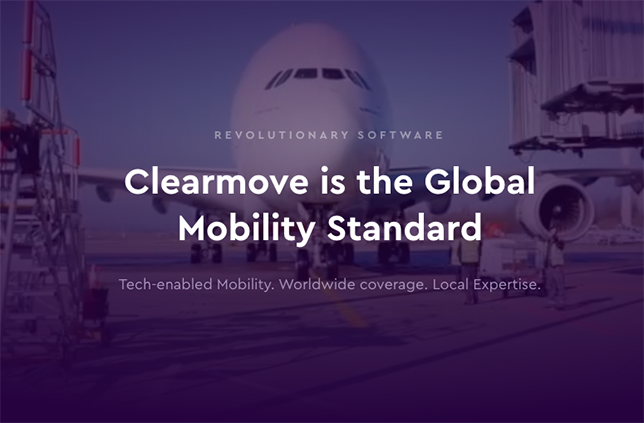 REVOLUTIONARY SOFTWARE
Clearmove is the Global
Mobility Standard
Tech-enabled Mobility. Worldwide coverage. Local Expertise.